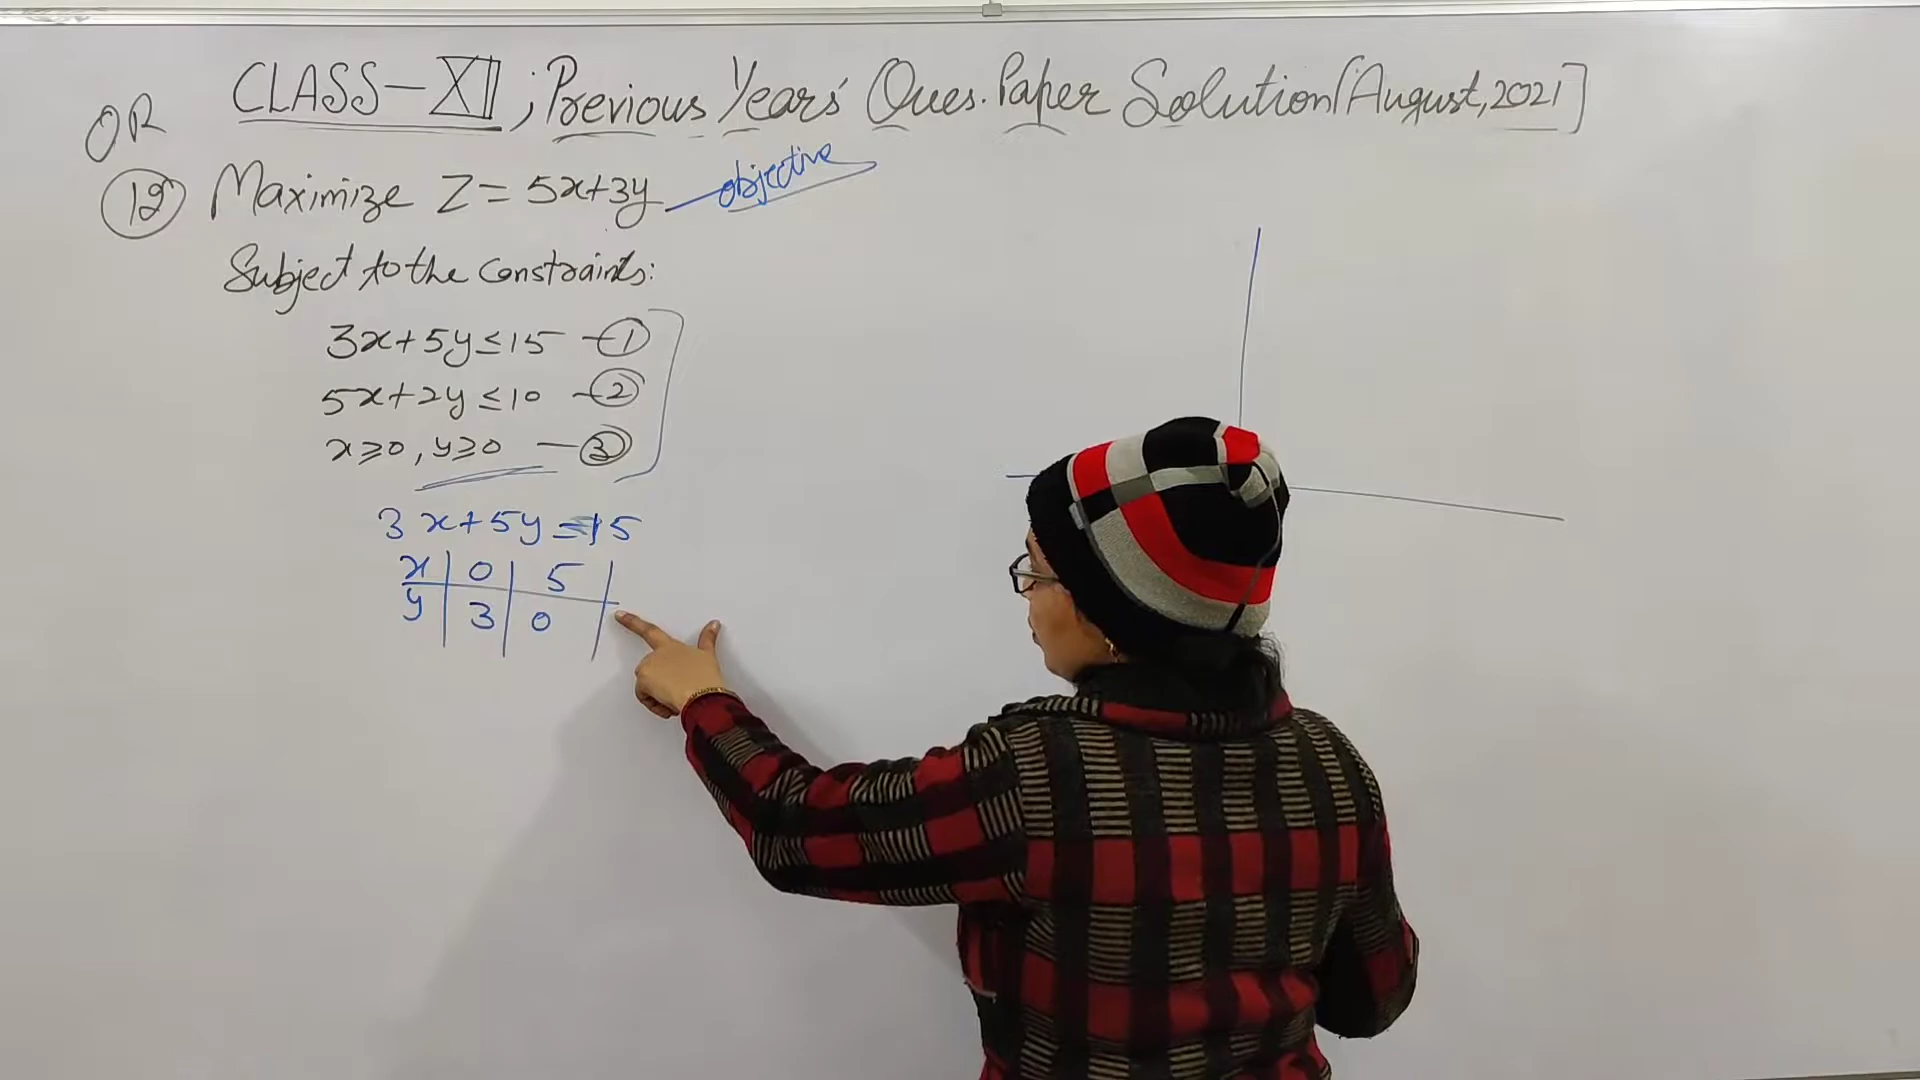 CLASS-XII; Previous Years' Ques. Paper Solution [August, 2021]
OR
12 Maximize Z = 5x+3y objective
Subject to the Constraints:
3x+5y≤15 -①
5x+2y≤10 -②
x≥0, y≥0 -③
3x+5y=15
x | 0 | 5 |
y | 3 | 0